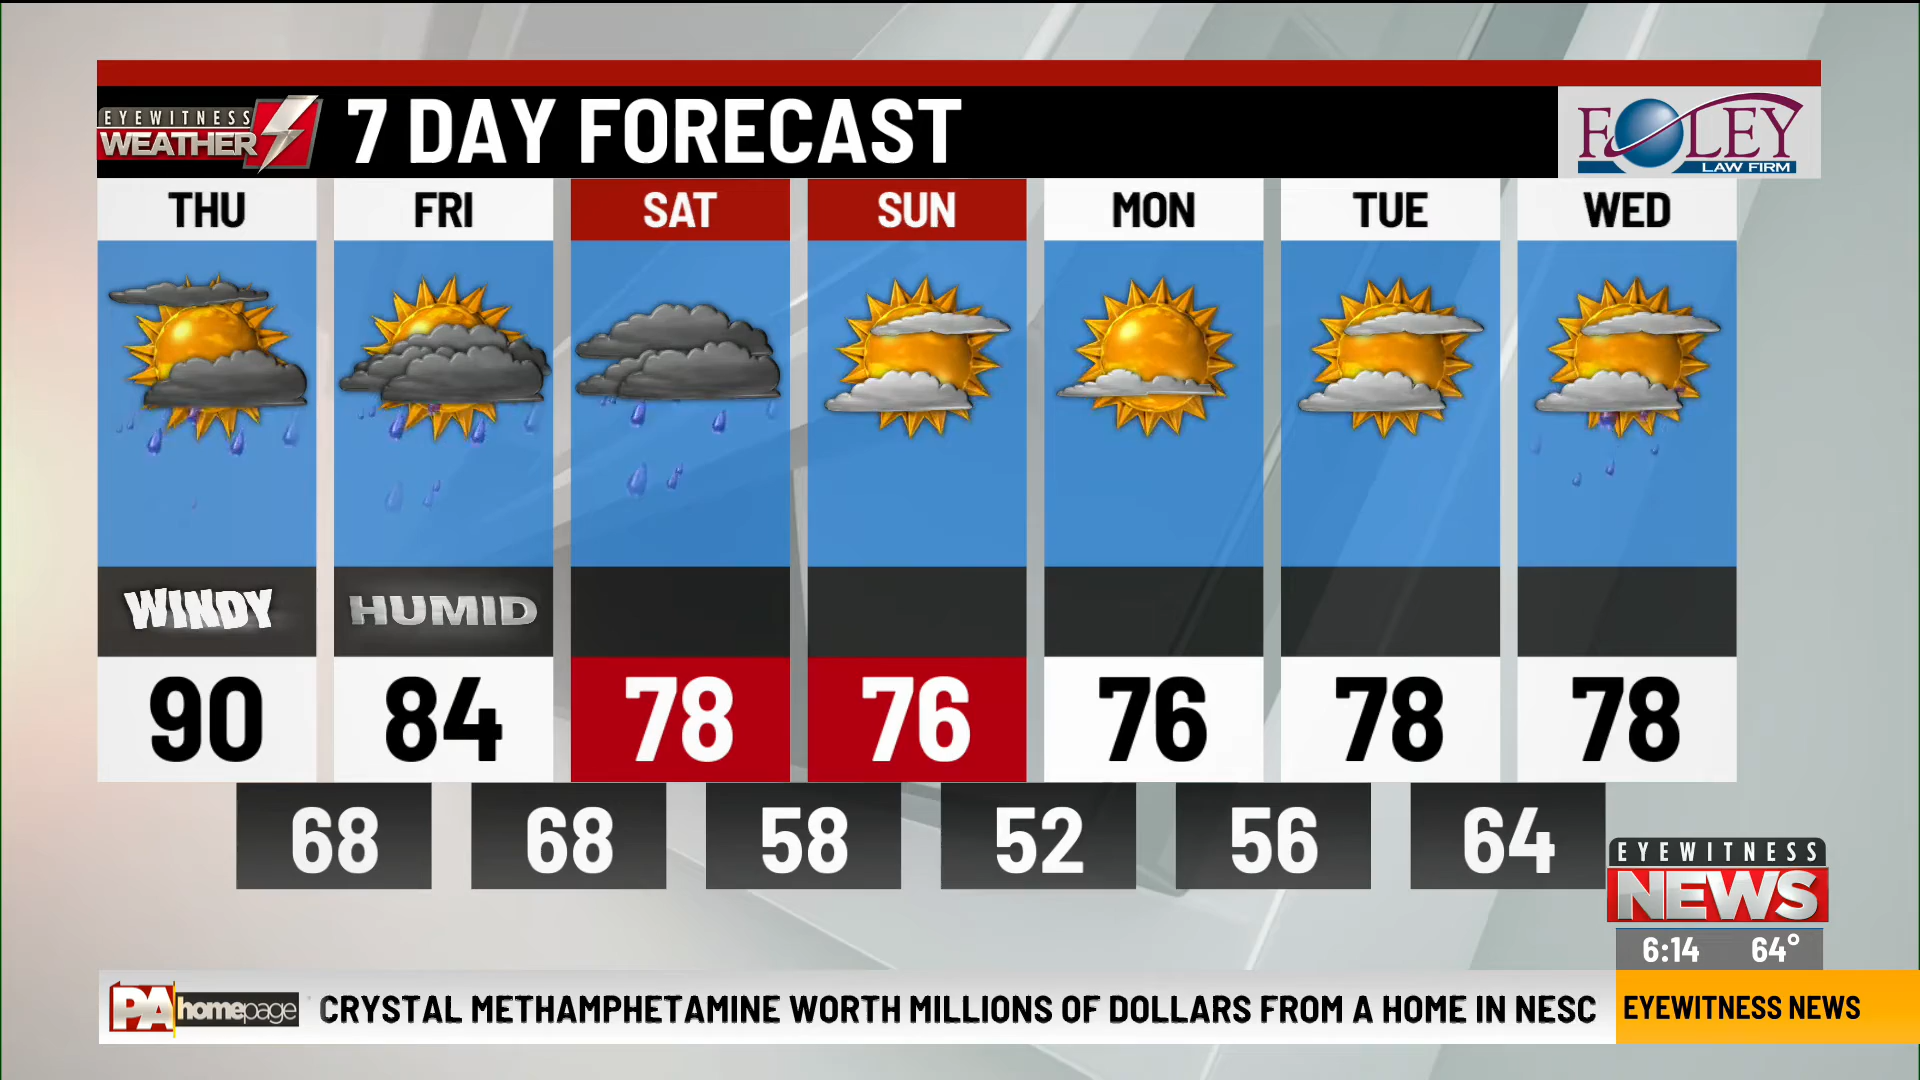 EYEWITNESS
WEATHER
7 DAY FORECAST
FOLEY
LAW FIRM
THU FRI SAT SUN MON TUE WED
WINDY HUMID
90 84 78 76 76 78 78
68 68 58 52 56 64
EYEWITNESS
NEWS
6:14 64°
PA homepage CRYSTAL METHAMPHETAMINE WORTH MILLIONS OF DOLLARS FROM A HOME IN NESC EYEWITNESS NEWS